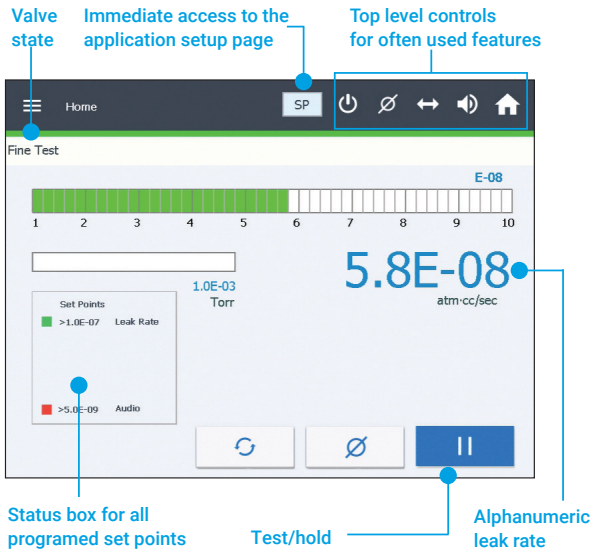 Valve state
Immediate access to the application setup page
Top level controls for often used features
Home
SP
Fine Test
E-08
1 2 3 4 5 6 7 8 9 10
1.0E-03
Torr
5.8E-08
atm·cc/sec
Set Points
>1.0E-07 Leak Rate
>5.0E-09 Audio
Status box for all programed set points
Test/hold
Alphanumeric leak rate